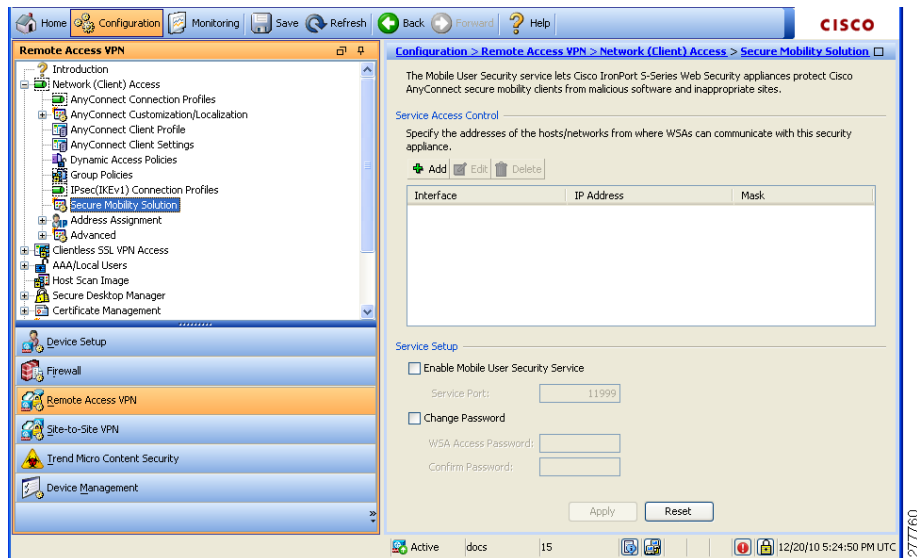 Home Configuration Monitoring Save Refresh Back Forward Help
CISCO
Remote Access VPN
Introduction
Network (Client) Access
AnyConnect Connection Profiles
AnyConnect Customization/Localization
AnyConnect Client Profile
AnyConnect Client Settings
Dynamic Access Policies
Group Policies
IPsec(IKEv1) Connection Profiles
Secure Mobility Solution
Address Assignment
Advanced
Clientless SSL VPN Access
AAA/Local Users
Host Scan Image
Secure Desktop Manager
Certificate Management
Device Setup
Firewall
Remote Access VPN
Site-to-Site VPN
Trend Micro Content Security
Device Management
Configuration > Remote Access VPN > Network (Client) Access > Secure Mobility Solution
The Mobile User Security service lets Cisco IronPort S-Series Web Security appliances protect Cisco
AnyConnect secure mobility clients from malicious software and inappropriate sites.
Service Access Control
Specify the addresses of the hosts/networks from where WSAs can communicate with this security
appliance.
Add Edit Delete
Interface IP Address Mask
Service Setup
Enable Mobile User Security Service
Service Port: 11999
Change Password
WSA Access Password:
Confirm Password:
Apply Reset
Active docs 15 12/20/10 5:24:50 PM UTC
277760